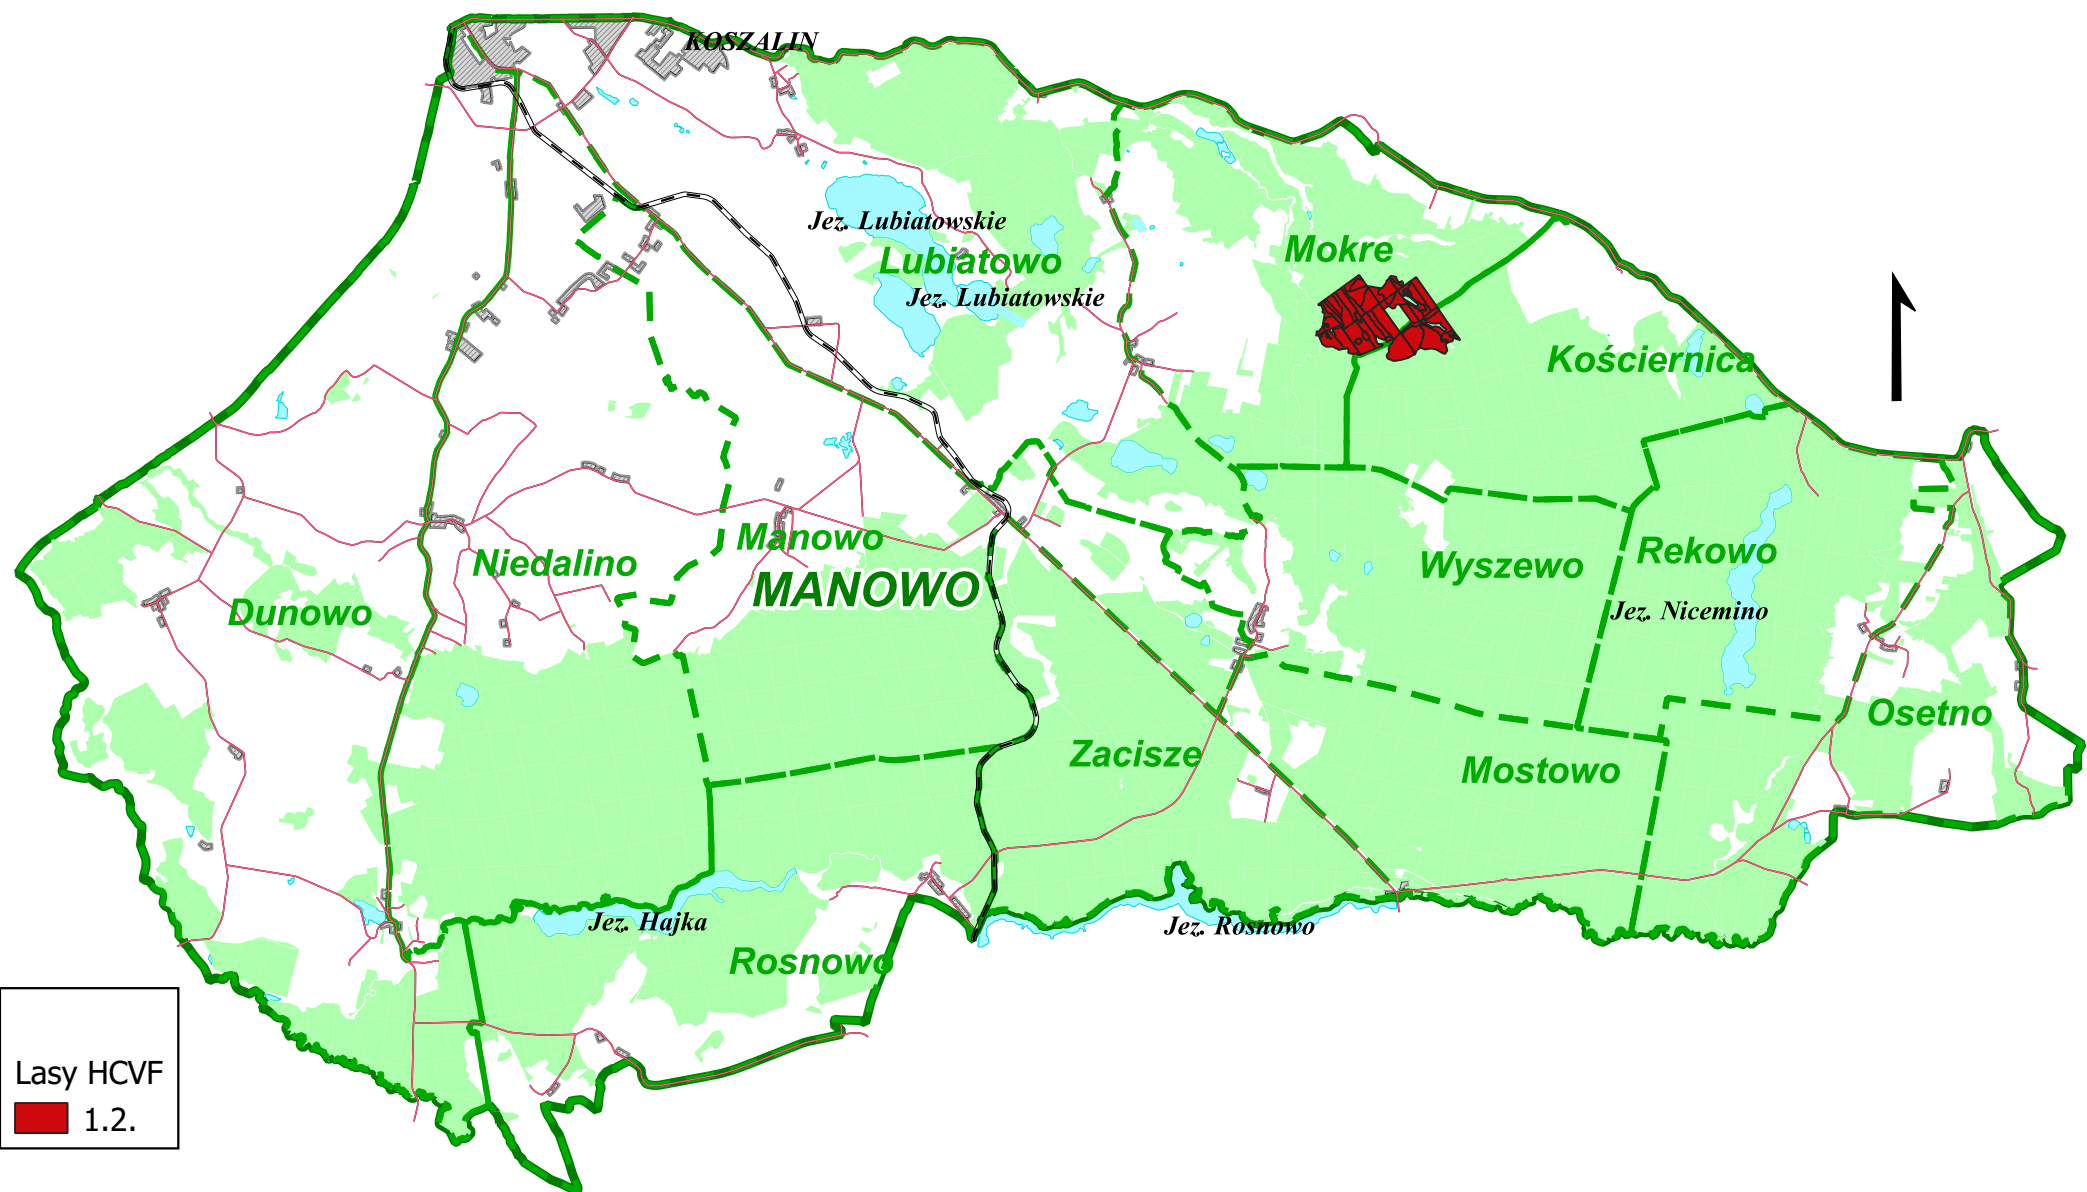 KOSZALIN
Jez. Lubiatowskie
Lubiatowo
Mokre
Jez. Lubiatowskie
Kościernica
Manowo
Niedalino
MANOWO
Wyszewo
Rekowo
Dunowo
Jez. Nicemino
Osetno
Zacisze
Mostowo
Jez. Hajka
Jez. Rosnowo
Rosnowo
Lasy HCVF
1.2.